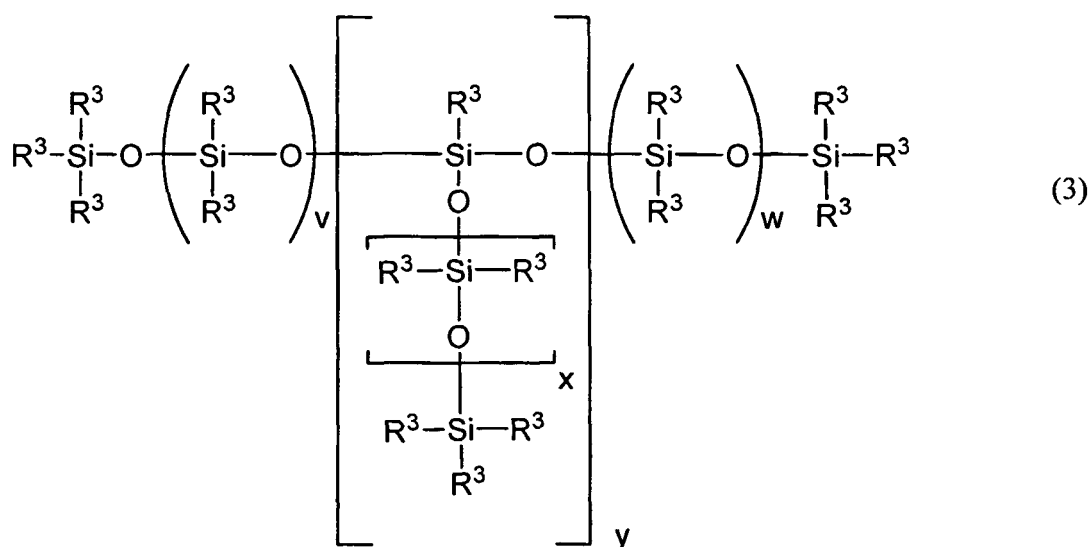 R³ R³ R³ R³ R³
R³-Si-O Si-O Si-O Si-O Si-R³ (3)
R³ R³ O R³ R³
v w
R³-Si-R³
O
x
R³-Si-R³
R³
y